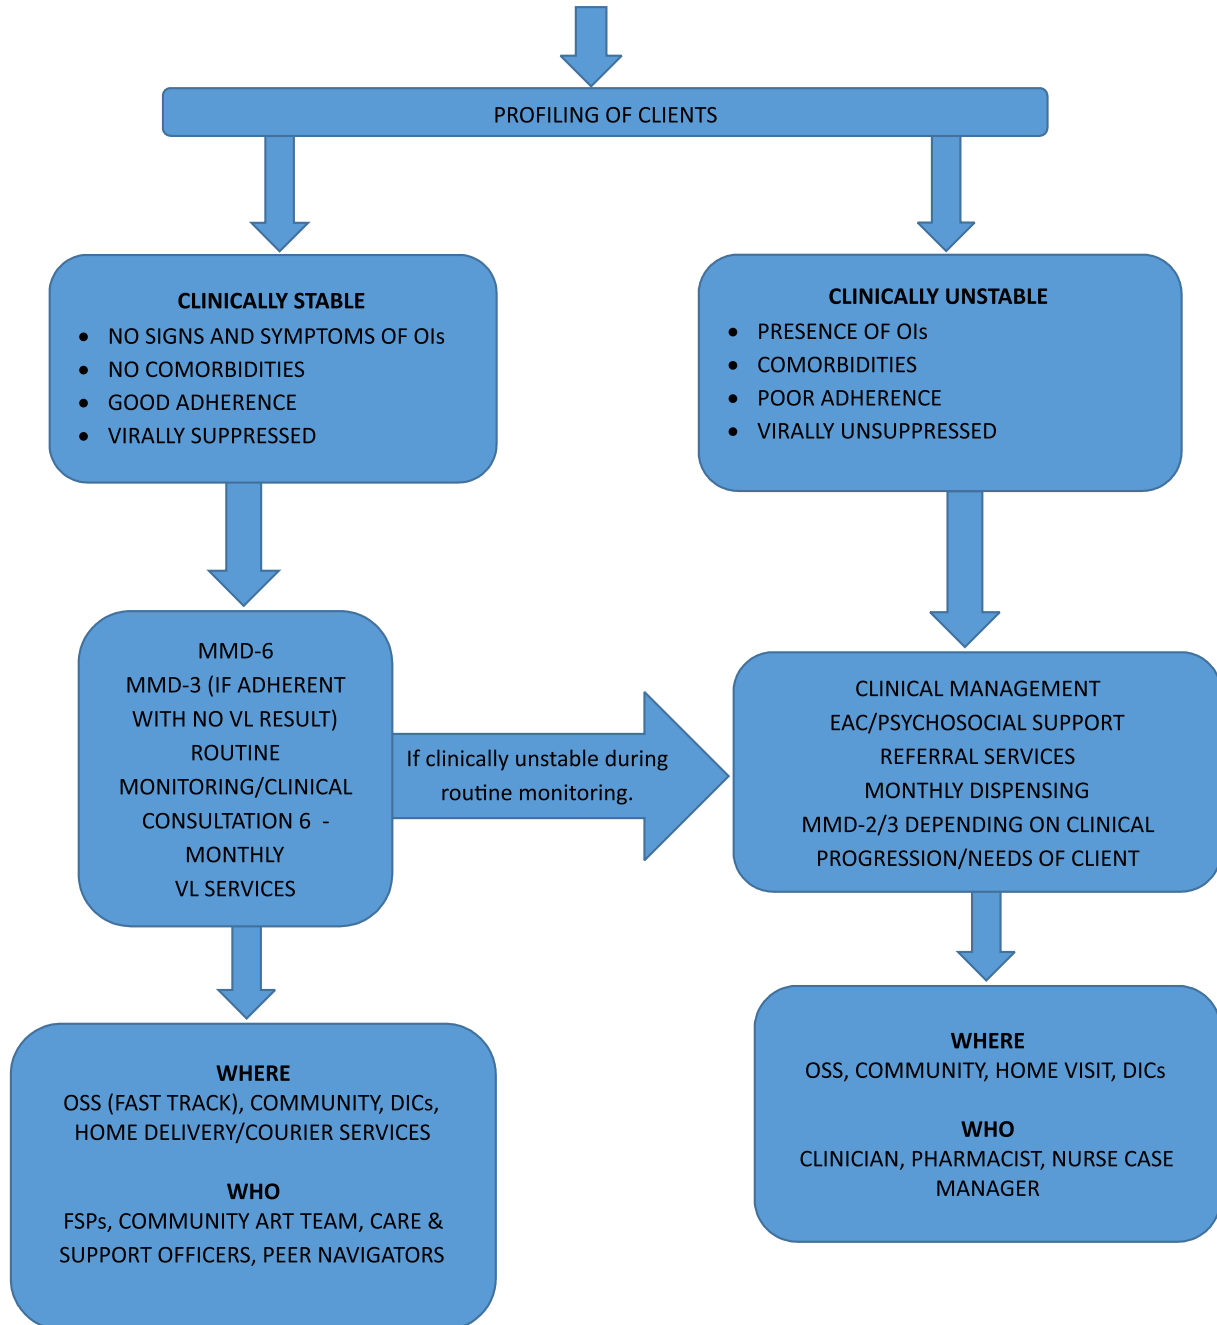 PROFILING OF CLIENTS
CLINICALLY STABLE
• NO SIGNS AND SYMPTOMS OF OIs
• NO COMORBIDITIES
• GOOD ADHERENCE
• VIRALLY SUPPRESSED
CLINICALLY UNSTABLE
• PRESENCE OF OIs
• COMORBIDITIES
• POOR ADHERENCE
• VIRALLY UNSUPPRESSED
MMD-6
MMD-3 (IF ADHERENT
WITH NO VL RESULT)
ROUTINE
MONITORING/CLINICAL
CONSULTATION 6 -
MONTHLY
VL SERVICES
If clinically unstable during
routine monitoring.
CLINICAL MANAGEMENT
EAC/PSYCHOSOCIAL SUPPORT
REFERRAL SERVICES
MONTHLY DISPENSING
MMD-2/3 DEPENDING ON CLINICAL
PROGRESSION/NEEDS OF CLIENT
WHERE
OSS (FAST TRACK), COMMUNITY, DICs,
HOME DELIVERY/COURIER SERVICES
WHO
FSPs, COMMUNITY ART TEAM, CARE &
SUPPORT OFFICERS, PEER NAVIGATORS
WHERE
OSS, COMMUNITY, HOME VISIT, DICs
WHO
CLINICIAN, PHARMACIST, NURSE CASE
MANAGER